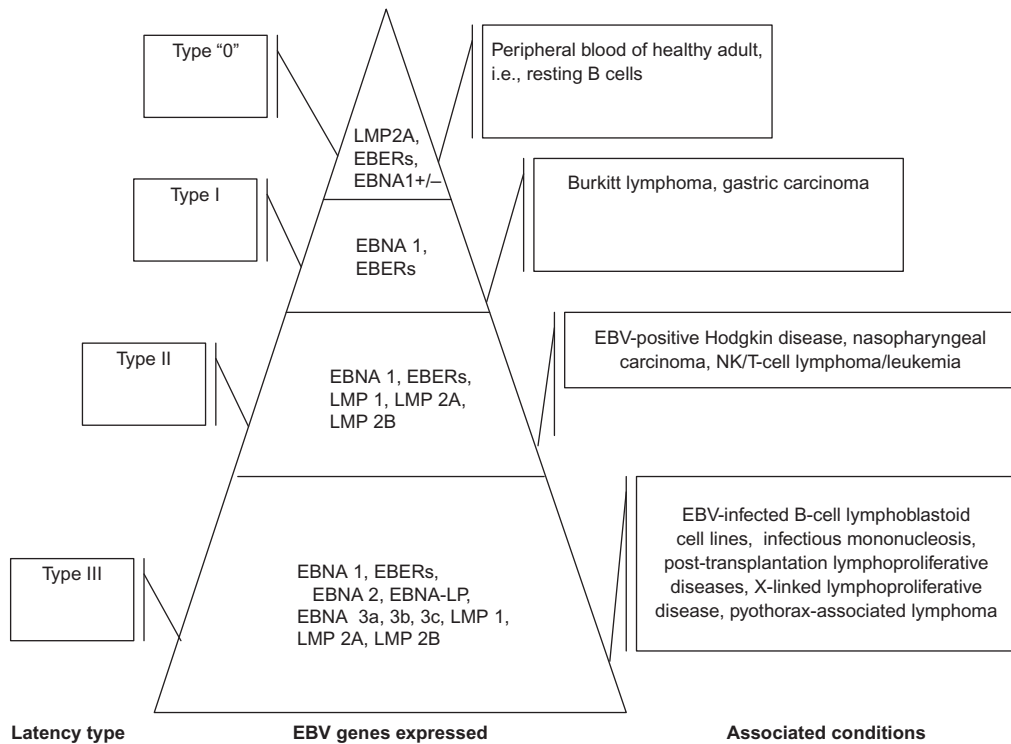 Type “0”
Peripheral blood of healthy adult,
i.e., resting B cells
LMP2A,
EBERs,
EBNA1+/–
Type I
Burkitt lymphoma, gastric carcinoma
EBNA 1,
EBERs
Type II
EBV-positive Hodgkin disease, nasopharyngeal
carcinoma, NK/T-cell lymphoma/leukemia
EBNA 1, EBERs,
LMP 1, LMP 2A,
LMP 2B
Type III
EBNA 1, EBERs,
EBNA 2, EBNA-LP,
EBNA 3a, 3b, 3c, LMP 1,
LMP 2A, LMP 2B
EBV-infected B-cell lymphoblastoid
cell lines, infectious mononucleosis,
post-transplantation lymphoproliferative
diseases, X-linked lymphoproliferative
disease, pyothorax-associated lymphoma
Latency type
EBV genes expressed
Associated conditions